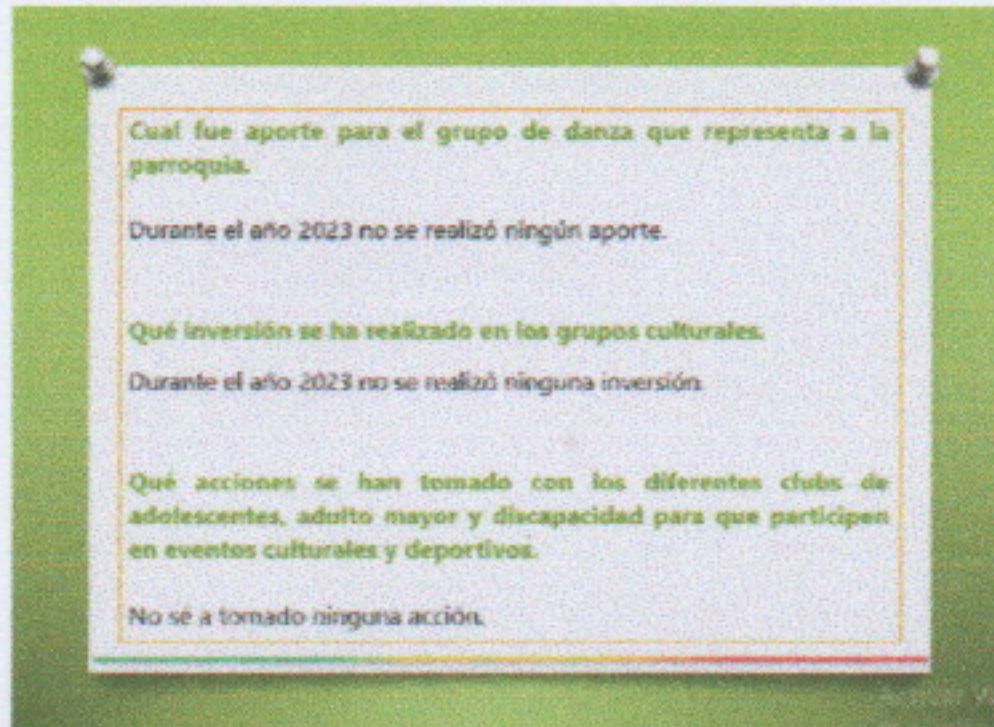 Cual fue aporte para el grupo de danza que representa a la
parroquia.
Durante el año 2023 no se realizó ningún aporte.
Qué inversión se ha realizado en los grupos culturales.
Durante el año 2023 no se realizó ninguna inversión.
Qué acciones se han tomado con los diferentes clubs de
adolescentes, adulto mayor y discapacidad para que participen
en eventos culturales y deportivos.
No sé a tomado ninguna acción.